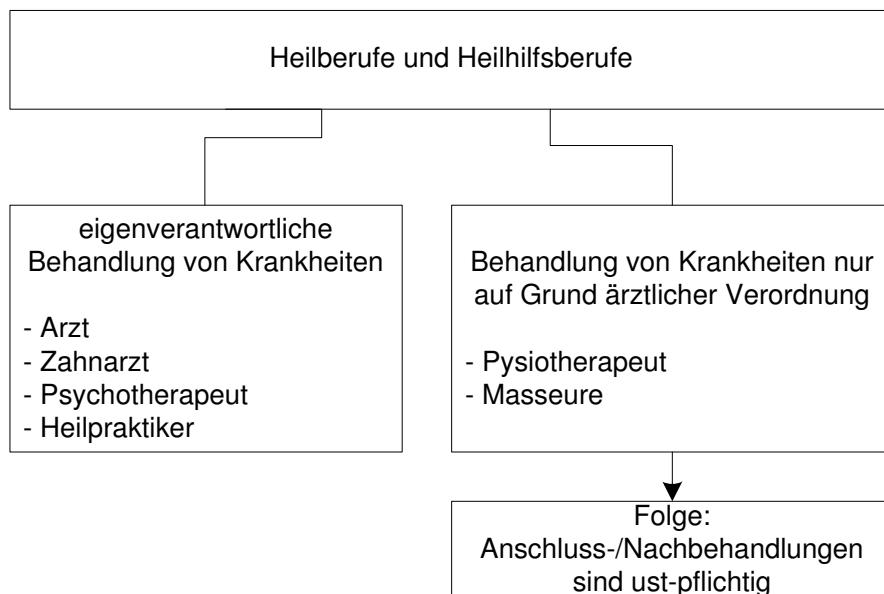 Heilberufe und Heilhilfsberufe
eigenverantwortliche
Behandlung von Krankheiten
- Arzt
- Zahnarzt
- Psychotherapeut
- Heilpraktiker
Behandlung von Krankheiten nur
auf Grund ärztlicher Verordnung
- Pysiotherapeut
- Masseure
Folge:
Anschluss-/Nachbehandlungen
sind ust-pflichtig